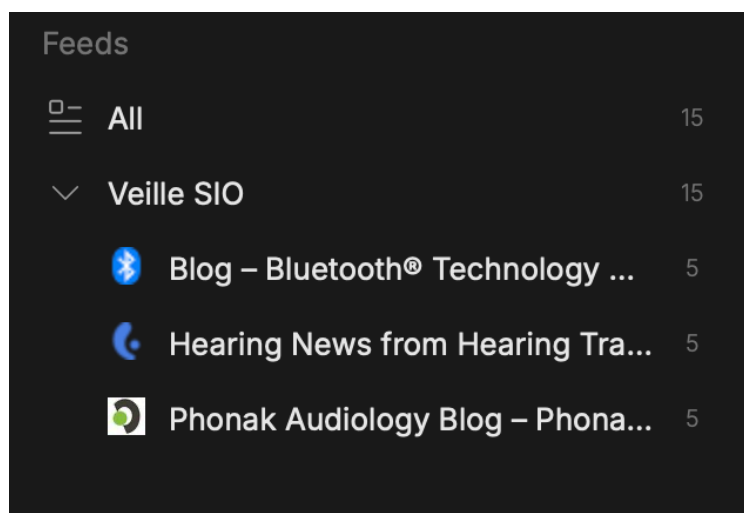 Feeds
All 15
Veille SIO 15
Blog – Bluetooth® Technology ... 5
Hearing News from Hearing Tra... 5
Phonak Audiology Blog – Phona... 5